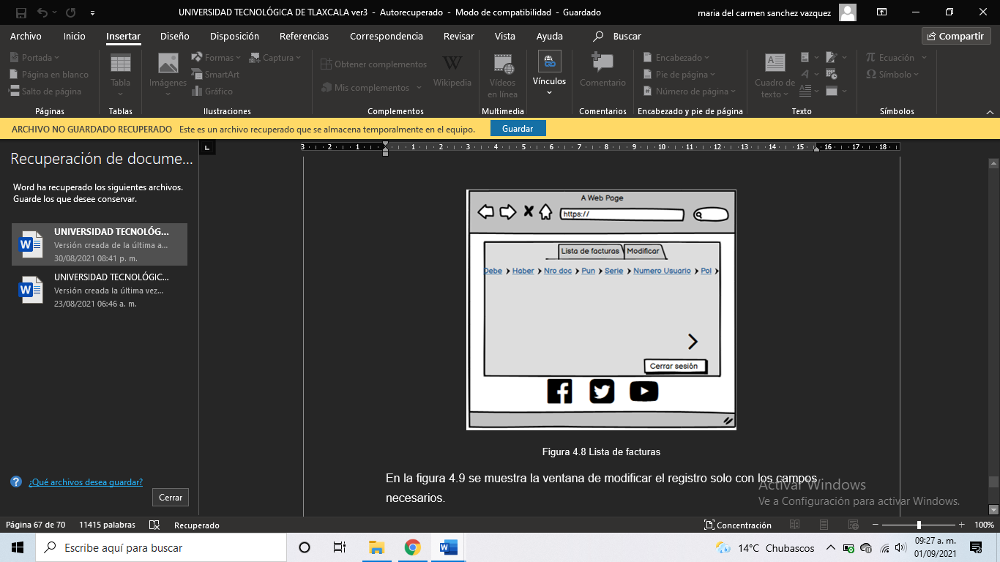 UNIVERSIDAD TECNOLÓGICA DE TLAXCALA ver3 - Autorecuperado - Modo de compatibilidad - Guardado
maria del carmen sanchez vazquez
Archivo Inicio Insertar Diseño Disposición Referencias Correspondencia Revisar Vista Ayuda Buscar Compartir
Portada
Página en blanco
Salto de página
Páginas
Tabla
Tablas
Imágenes
Formas
SmartArt
Gráfico
Captura
Ilustraciones
Obtener complementos
Mis complementos
Wikipedia
Complementos
Vídeos
en línea
Multimedia
Vínculos
Comentario
Comentarios
Encabezado
Pie de página
Número de página
Encabezado y pie de página
Cuadro de
texto
Texto
Ecuación
Símbolo
Símbolos
ARCHIVO NO GUARDADO RECUPERADO Este es un archivo recuperado que se almacena temporalmente en el equipo. Guardar
3 2 1 1 2 3 4 5 6 7 8 9 10 11 12 13 14 15 16 17 18
Recuperación de docume...
Word ha recuperado los siguientes archivos.
Guarde los que desee conservar.
UNIVERSIDAD TECNOLÓG...
Versión creada de la última a...
30/08/2021 08:41 p. m.
UNIVERSIDAD TECNOLÓGIC...
Versión creada la última vez...
23/08/2021 06:46 a. m.
¿Qué archivos desea guardar?
Cerrar
A Web Page
https://
Lista de facturas Modificar
Debe Haber Nro doc Pun Serie Numero Usuario Pol
Cerrar sesión
Figura 4.8 Lista de facturas
En la figura 4.9 se muestra la ventana de modificar el registro solo con los campos
necesarios.
Activar Windows
Ve a Configuración para activar Windows.
Página 67 de 70 11415 palabras Recuperado Concentración 100%
Escribe aquí para buscar
14°C Chubascos
09:27 a. m.
01/09/2021